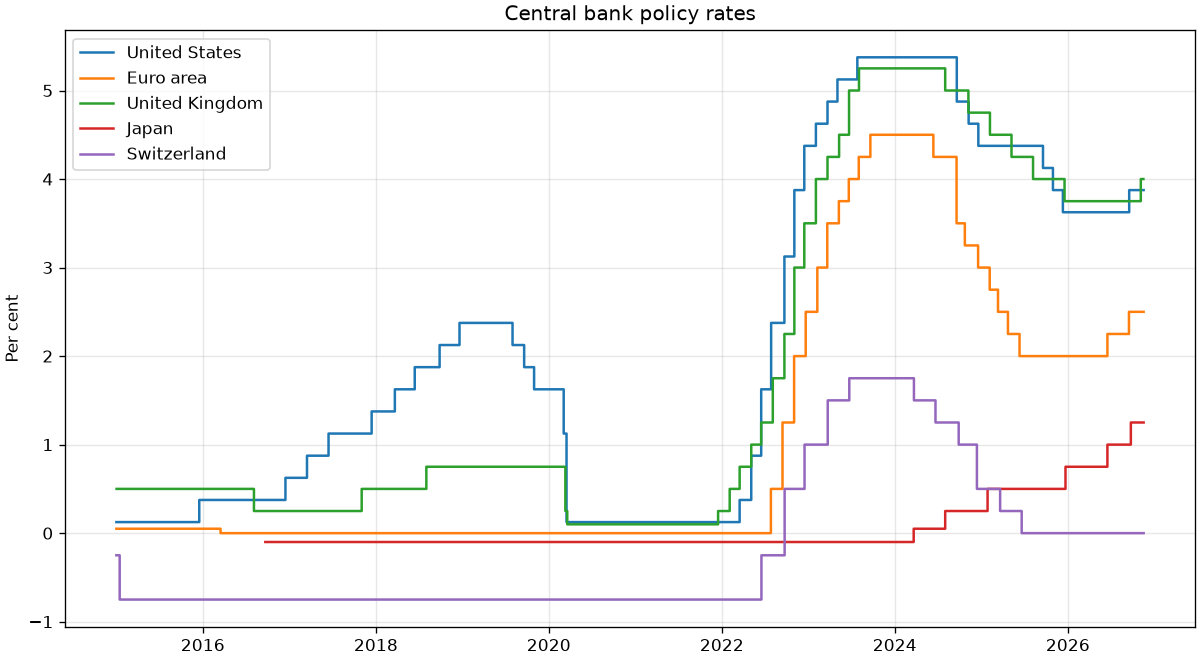 Central bank policy rates
United States
Euro area
United Kingdom
Japan
Switzerland
Per cent
5
4
3
2
1
0
−1
2016 2018 2020 2022 2024 2026